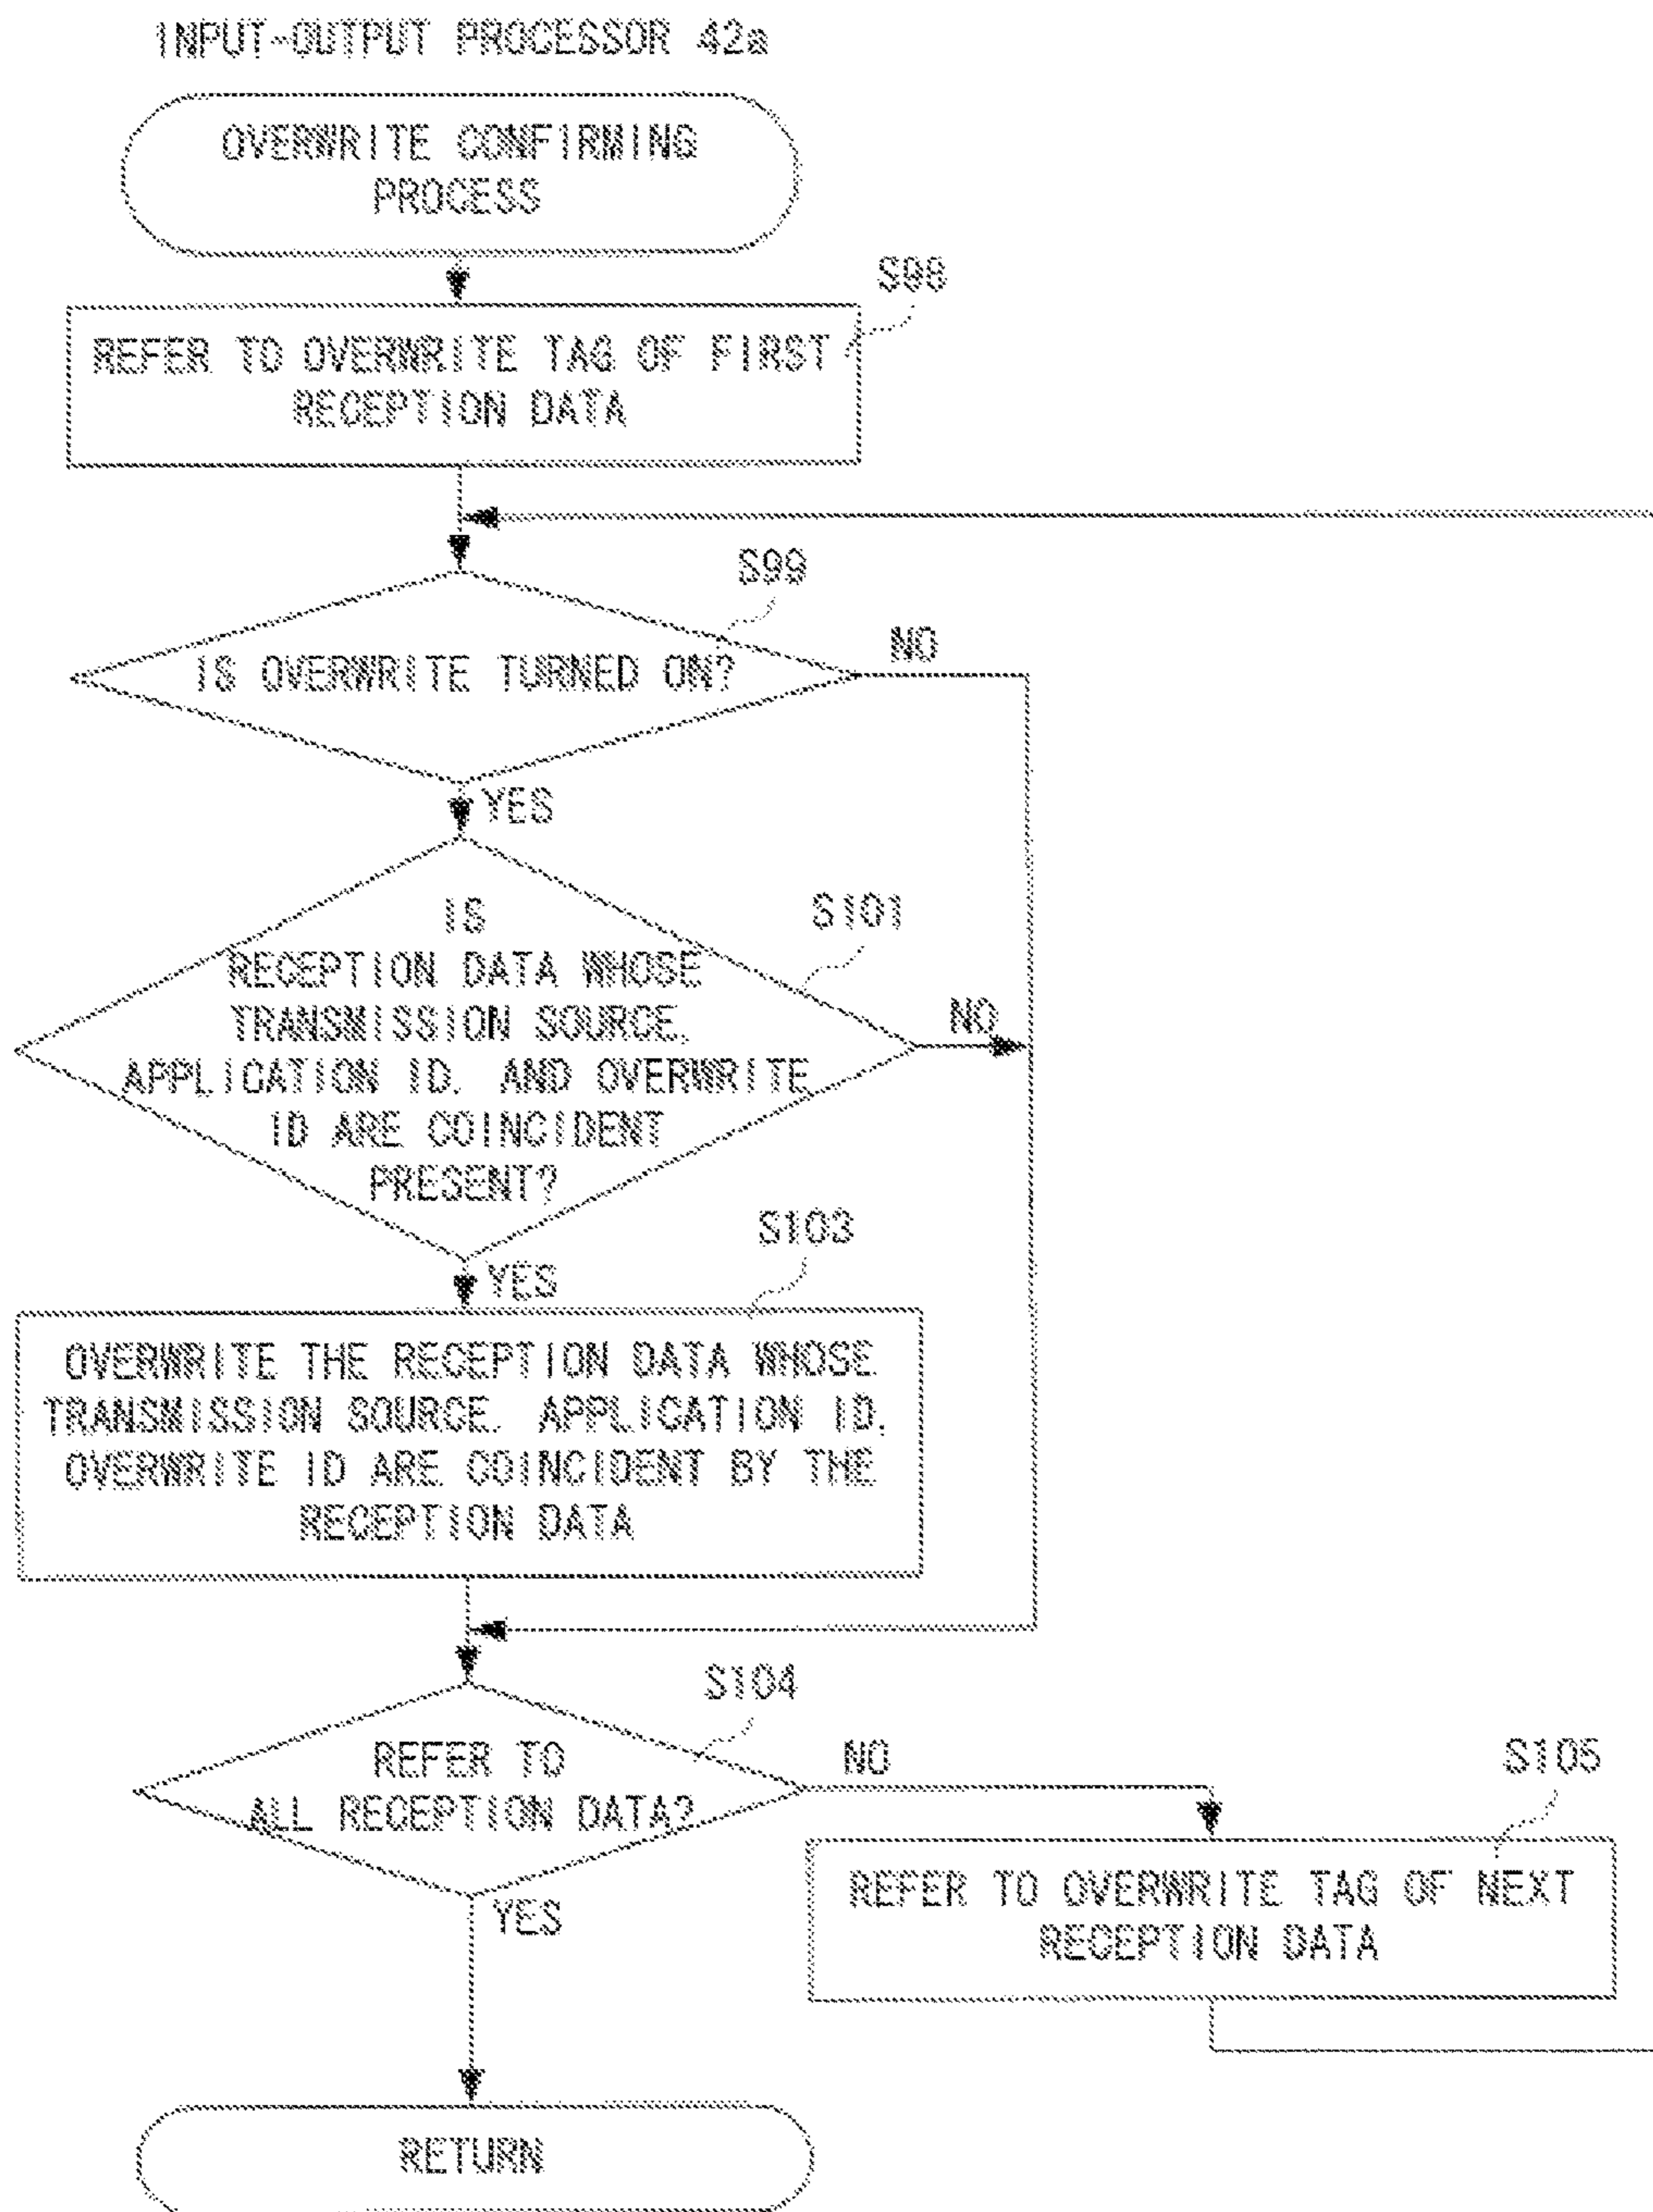 INPUT-OUTPUT PROCESSOR 42a
OVERWRITE CONFIRMING
PROCESS
S98
REFER TO OVERWRITE TAG OF FIRST
RECEPTION DATA
S99
IS OVERWRITE TURNED ON?
NO
YES
IS
RECEPTION DATA WHOSE
TRANSMISSION SOURCE,
APPLICATION ID, AND OVERWRITE
ID ARE COINCIDENT
PRESENT?
S101
NO
YES
S103
OVERWRITE THE RECEPTION DATA WHOSE
TRANSMISSION SOURCE, APPLICATION ID,
OVERWRITE ID ARE COINCIDENT BY THE
RECEPTION DATA
S104
REFER TO
ALL RECEPTION DATA?
NO
YES
S105
REFER TO OVERWRITE TAG OF NEXT
RECEPTION DATA
RETURN